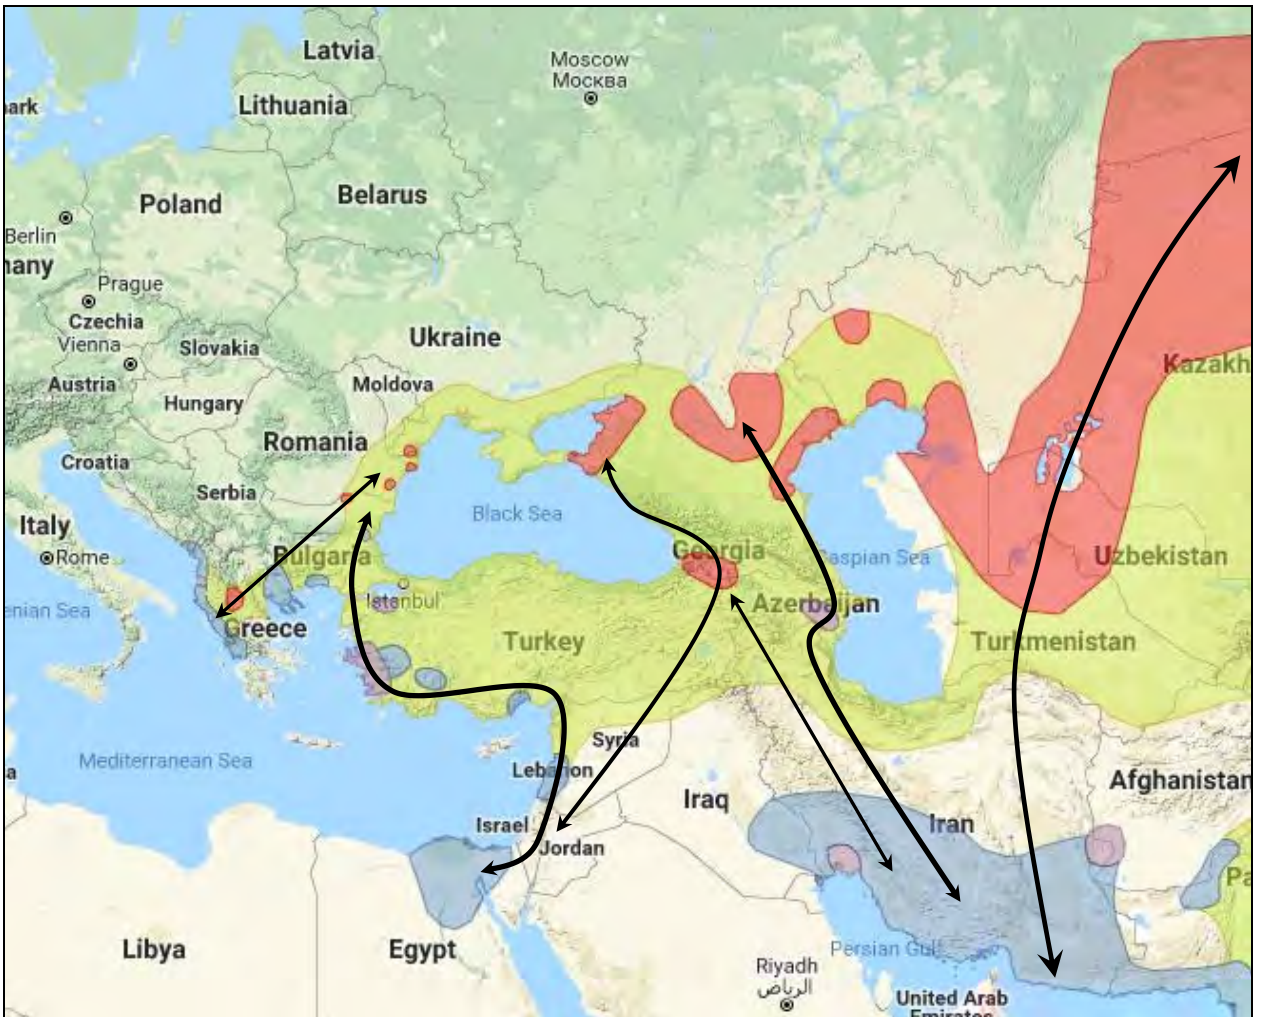 Latvia
Moscow
Москва
Lithuania
ark
Belarus
Poland
Berlin
any
Prague
Czechia
Vienna
Slovakia
Ukraine
Austria
Moldova
Kazakh
Hungary
Romania
Croatia
Serbia
Black Sea
Italy
Rome
Bulgaria
Georgia
Caspian Sea
Uzbekistan
enian Sea
Istanbul
Azerbaijan
Greece
Turkey
Turkmenistan
Syria
Mediterranean Sea
Lebanon
a
Afghanistan
Iraq
Iran
Israel
Jordan
Pa
Libya
Egypt
Persian Gulf
Riyadh
الرياض
United Arab
Emirates